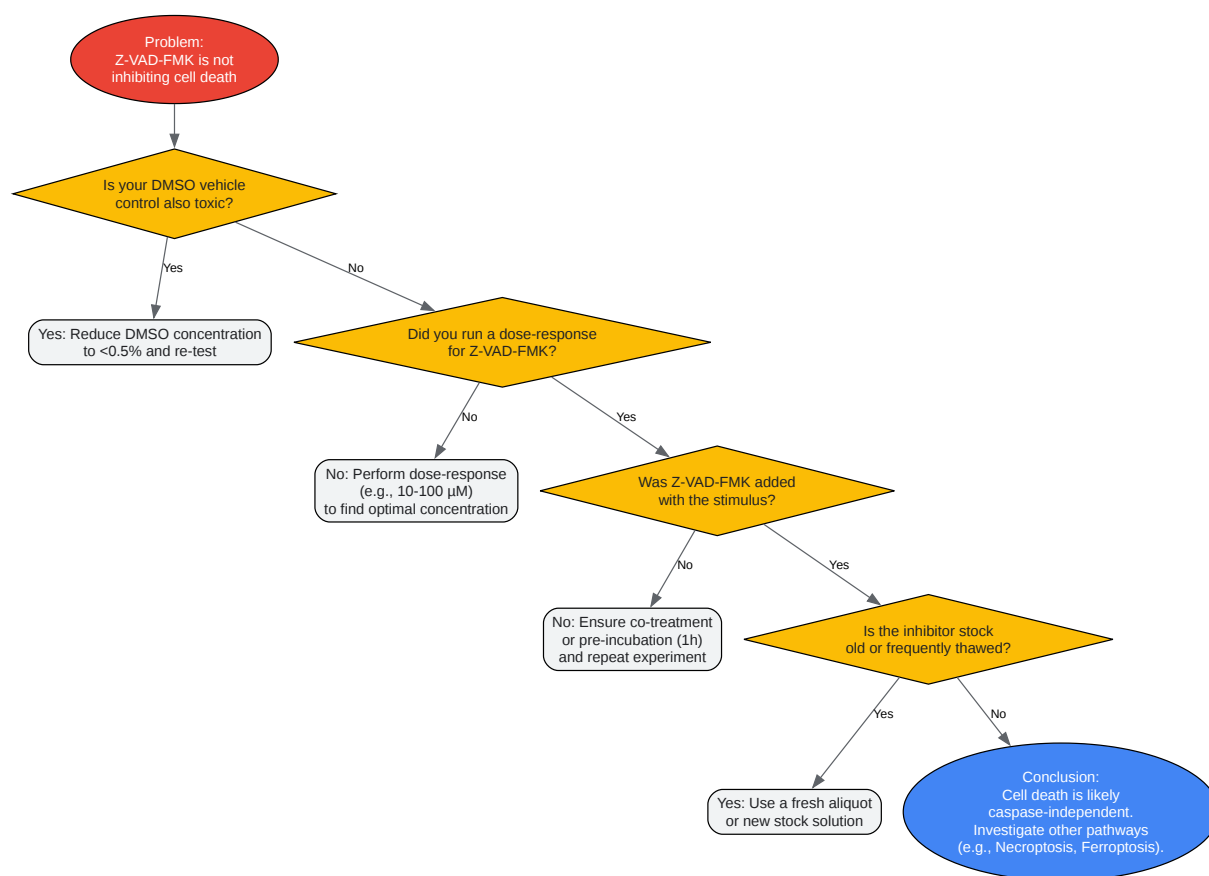 Problem:
Z-VAD-FMK is not
inhibiting cell death
Is your DMSO vehicle
control also toxic?
Yes
No
Yes: Reduce DMSO concentration
to <0.5% and re-test
Did you run a dose-response
for Z-VAD-FMK?
No
Yes
No: Perform dose-response
(e.g., 10-100 µM)
to find optimal concentration
Was Z-VAD-FMK added
with the stimulus?
No
Yes
No: Ensure co-treatment
or pre-incubation (1h)
and repeat experiment
Is the inhibitor stock
old or frequently thawed?
Yes
No
Yes: Use a fresh aliquot
or new stock solution
Conclusion:
Cell death is likely
caspase-independent.
Investigate other pathways
(e.g., Necroptosis, Ferroptosis).